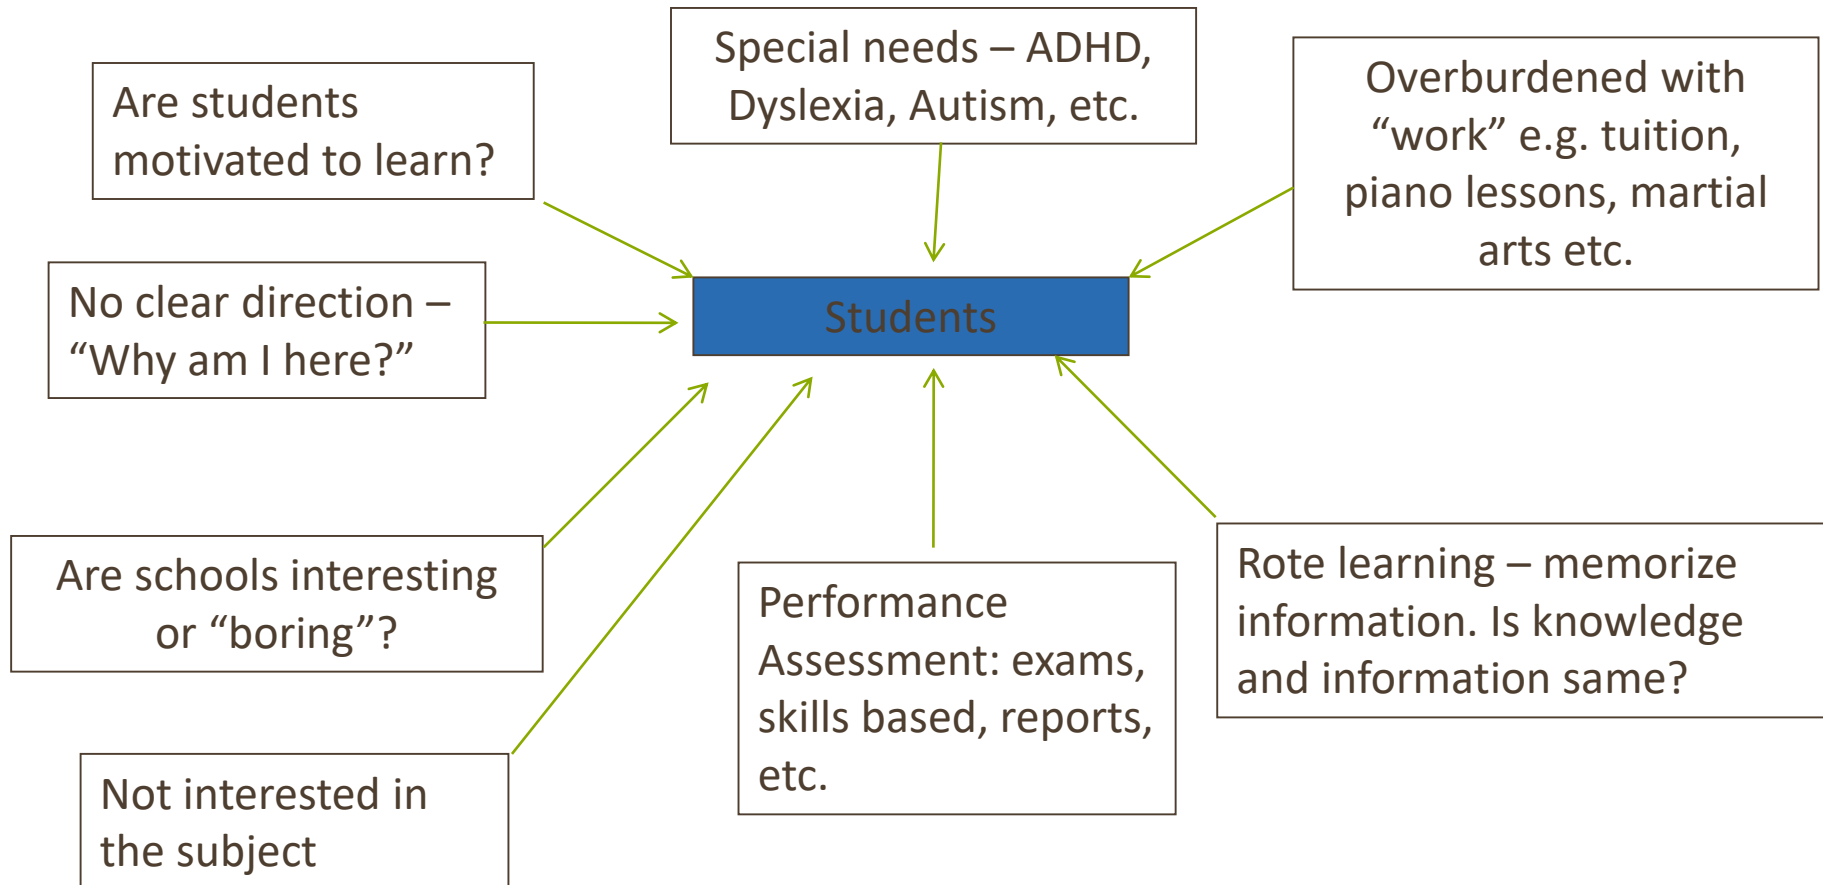 Special needs – ADHD,
Dyslexia, Autism, etc.
Are students
motivated to learn?
Overburdened with
“work” e.g. tuition,
piano lessons, martial
arts etc.
No clear direction –
“Why am I here?”
Students
Are schools interesting
or “boring”?
Performance
Assessment: exams,
skills based, reports,
etc.
Rote learning – memorize
information. Is knowledge
and information same?
Not interested in
the subject